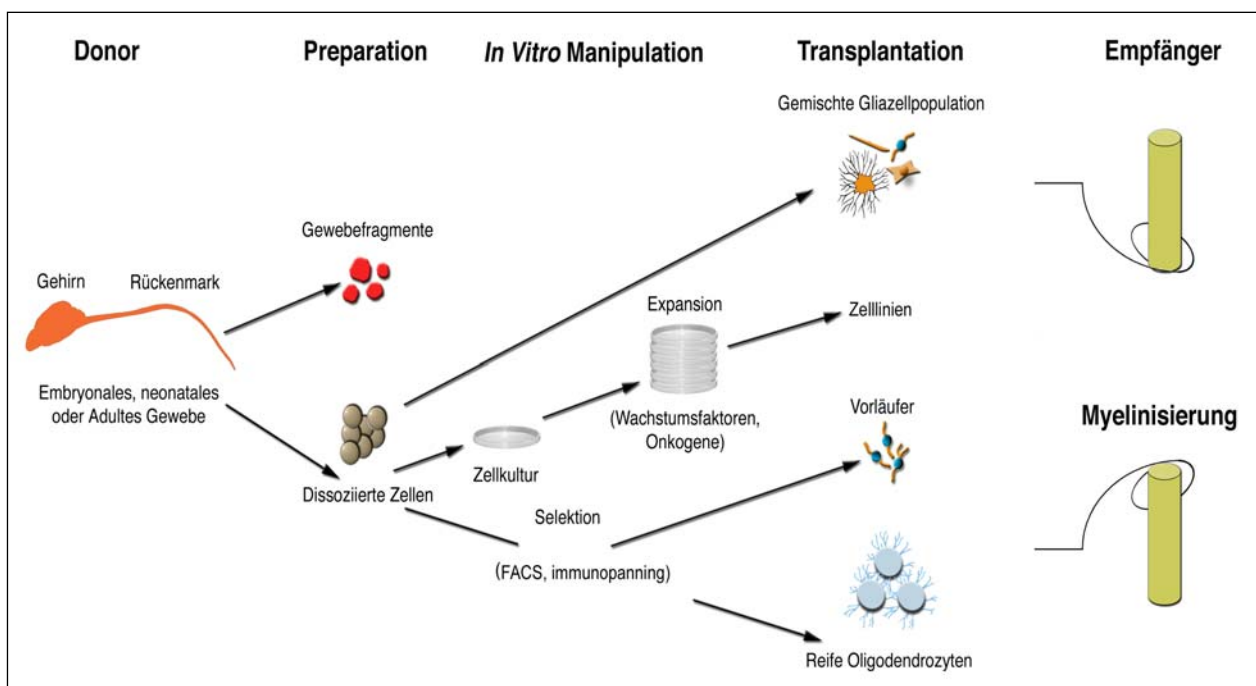 Donor
Preparation
In Vitro Manipulation
Transplantation
Empfänger
Gemischte Gliazellpopulation
Gewebefragmente
Gehirn
Rückenmark
Expansion
Zelllinien
Embryonales, neonatales
oder Adultes Gewebe
(Wachstumsfaktoren,
Onkogene)
Vorläufer
Myelinisierung
Dissoziierte Zellen
Zellkultur
Selektion
(FACS, immunopanning)
Reife Oligodendrozyten